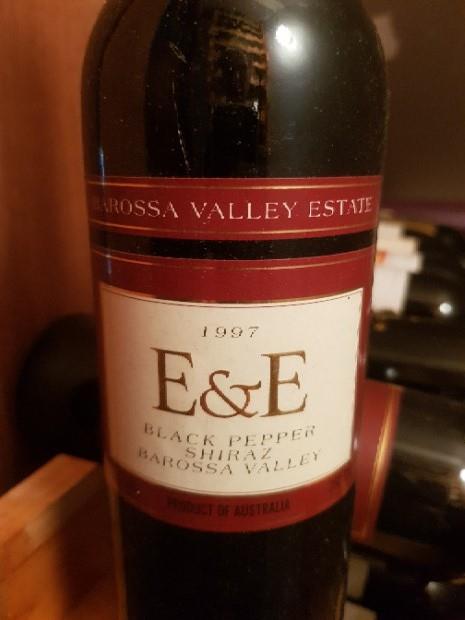 BAROSSA VALLEY ESTATE
1997
E&E
BLACK PEPPER
SHIRAZ
BAROSSA VALLEY
PRODUCT OF AUSTRALIA